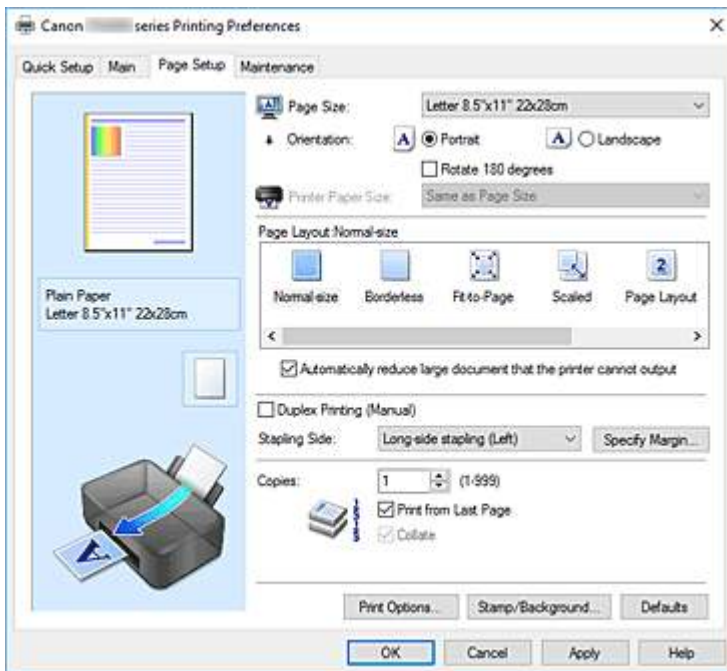 Canon series Printing Preferences
Quick Setup Main Page Setup Maintenance
Page Size: Letter 8.5"x11" 22x28cm
Orientation: A Portrait A Landscape
Rotate 180 degrees
Printer Paper Size: Same as Page Size
Page Layout:Normal-size
2
Normal-size Borderless Fit-to-Page Scaled Page Layout
Plain Paper
Letter 8.5"x11" 22x28cm
Automatically reduce large document that the printer cannot output
Duplex Printing (Manual)
Stapling Side: Long-side stapling (Left) Specify Margin...
Copies: 1 (1-999)
Print from Last Page
Collate
A
Print Options... Stamp/Background... Defaults
OK Cancel Apply Help